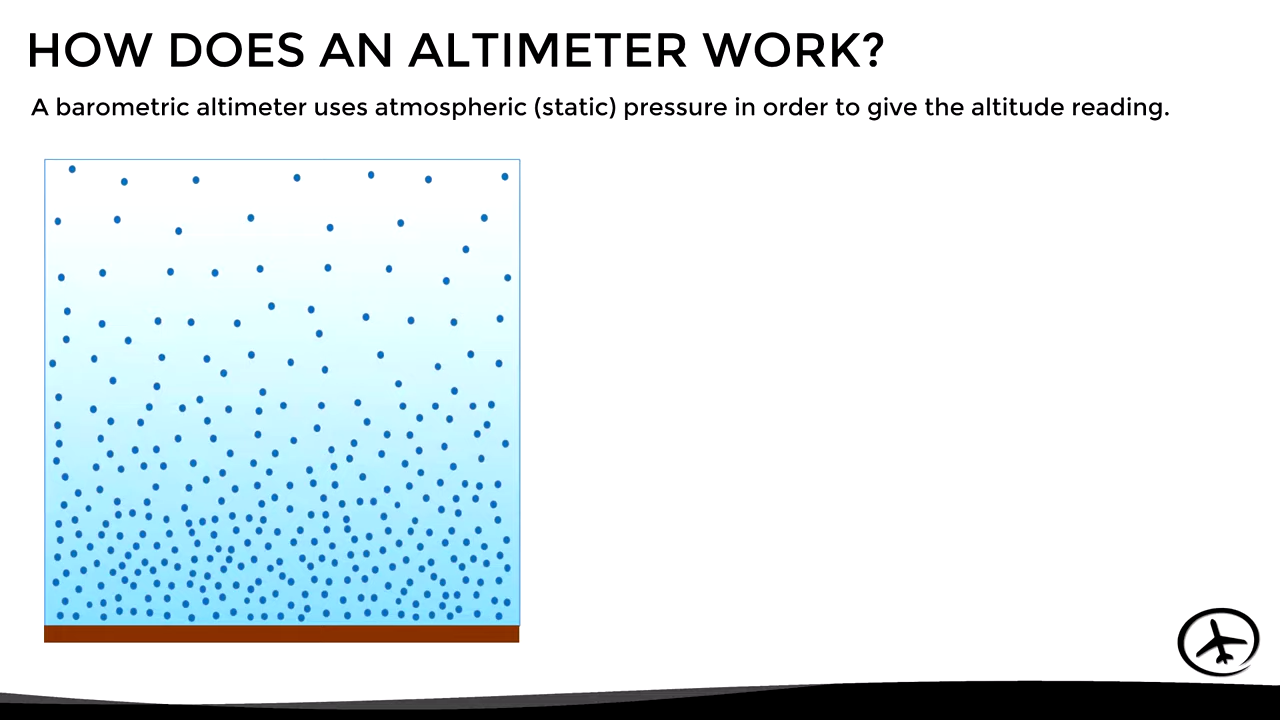 HOW DOES AN ALTIMETER WORK?
A barometric altimeter uses atmospheric (static) pressure in order to give the altitude reading.